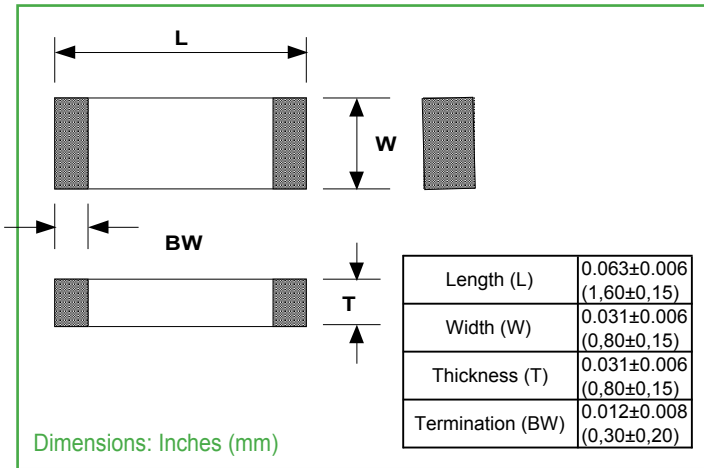 L
W
BW
T
Length (L) 0.063±0.006
(1,60±0,15)
Width (W) 0.031±0.006
(0,80±0,15)
Thickness (T) 0.031±0.006
(0,80±0,15)
Termination (BW) 0.012±0.008
(0,30±0,20)
Dimensions: Inches (mm)